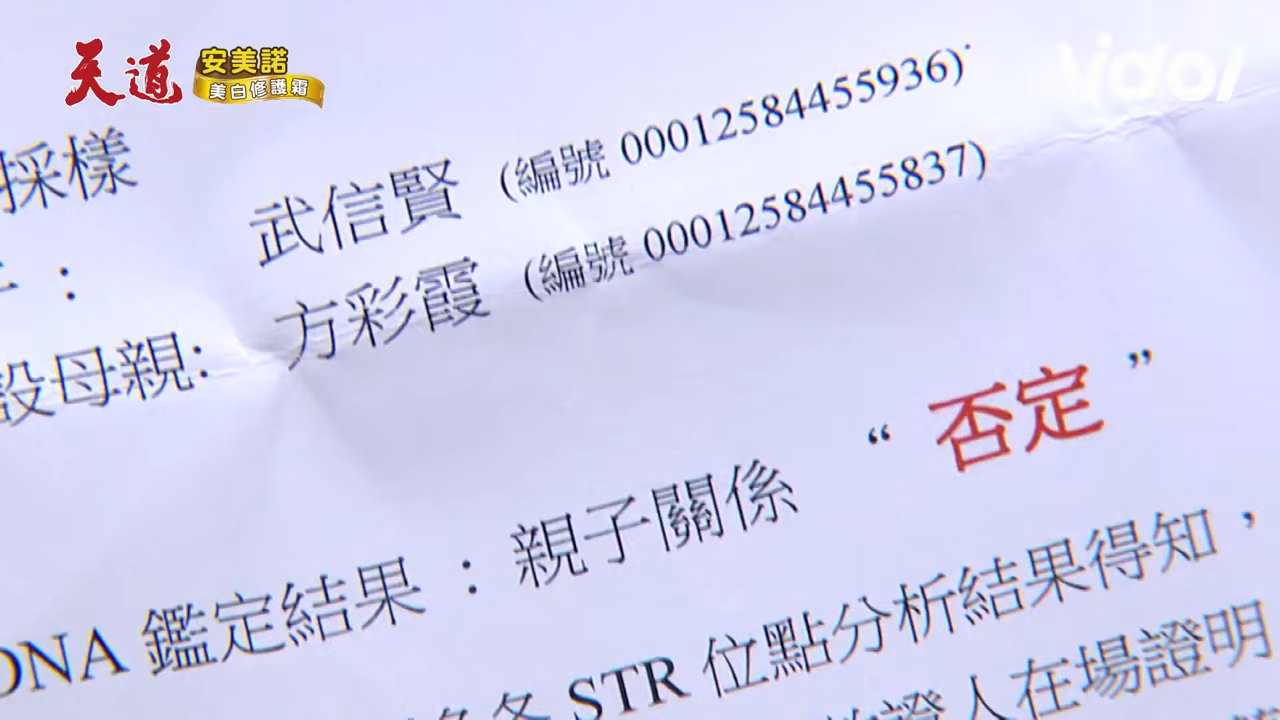 天道
安美諾
美白修護霜
Vidol
採樣
武信賢 (編號 00012584455936)
：
設母親: 方彩霞 (編號 00012584455837)
DNA 鑑定結果：親子關係 “否定”
各 STR 位點分析結果得知，
證人在場證明